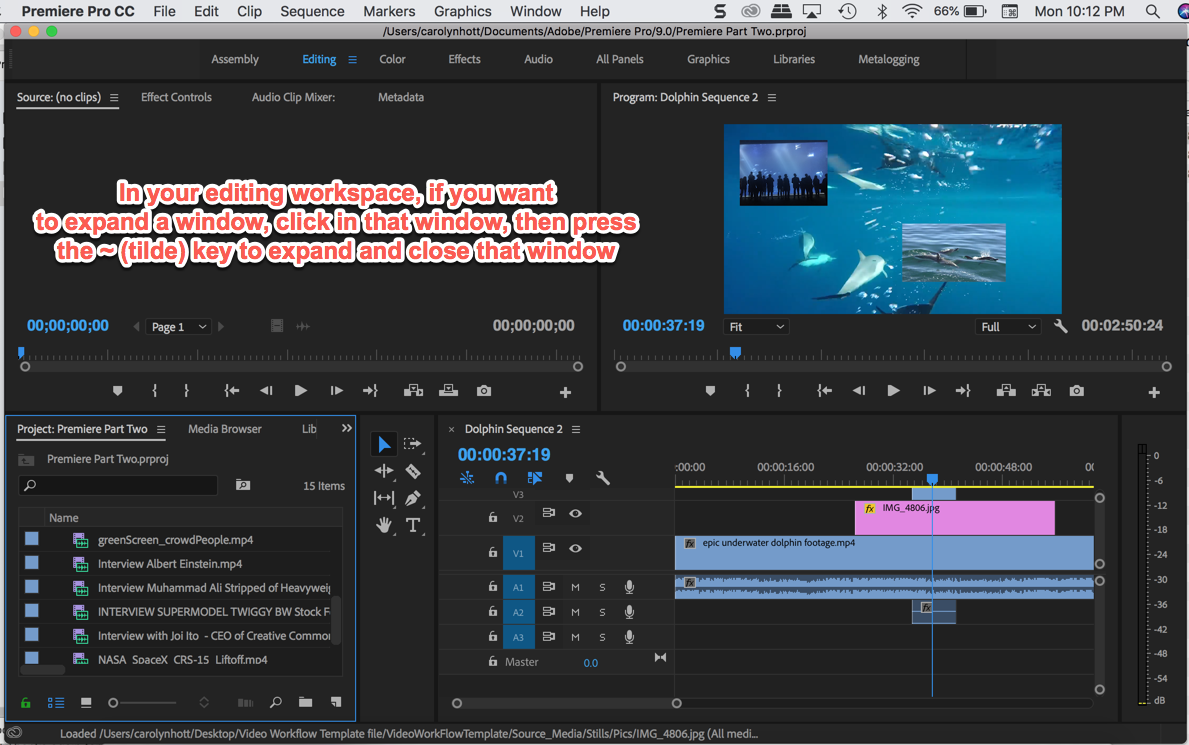 Premiere Pro CC File Edit Clip Sequence Markers Graphics Window Help 66% Mon 10:12 PM
/Users/carolynhott/Documents/Adobe/Premiere Pro/9.0/Premiere Part Two.prproj
Assembly Editing Color Effects Audio All Panels Graphics Libraries Metalogging
Source: (no clips) Effect Controls Audio Clip Mixer: Metadata
Program: Dolphin Sequence 2
In your editing workspace, if you want
to expand a window, click in that window, then press
the ~ (tilde) key to expand and close that window
00;00;00;00 Page 1 00;00;00;00
00:00:37:19 Fit Full 00:02:50:24
Project: Premiere Part Two Media Browser Lib
Premiere Part Two.prproj
15 Items
Name
greenScreen_crowdPeople.mp4
Interview Albert Einstein.mp4
Interview Muhammad Ali Stripped of Heavyweig
INTERVIEW SUPERMODEL TWIGGY BW Stock F
Interview with Joi Ito - CEO of Creative Common
NASA SpaceX CRS-15 Liftoff.mp4
T
× Dolphin Sequence 2
00:00:37:19
:00:00 00:00:16:00 00:00:32:00 00:00:48:00 00
V3
V2 fx IMG_4806.jpg
V1 fx epic underwater dolphin footage.mp4
A1 M S fx
A2 M S fx
A3 M S
Master 0.0
0
-6
-12
-18
-24
-30
-36
-42
-48
-54
dB
Loaded /Users/carolynhott/Desktop/Video Workflow Template file/VideoWorkFlowTemplate/Source_Media/Stills/Pics/IMG_4806.jpg (All medi...